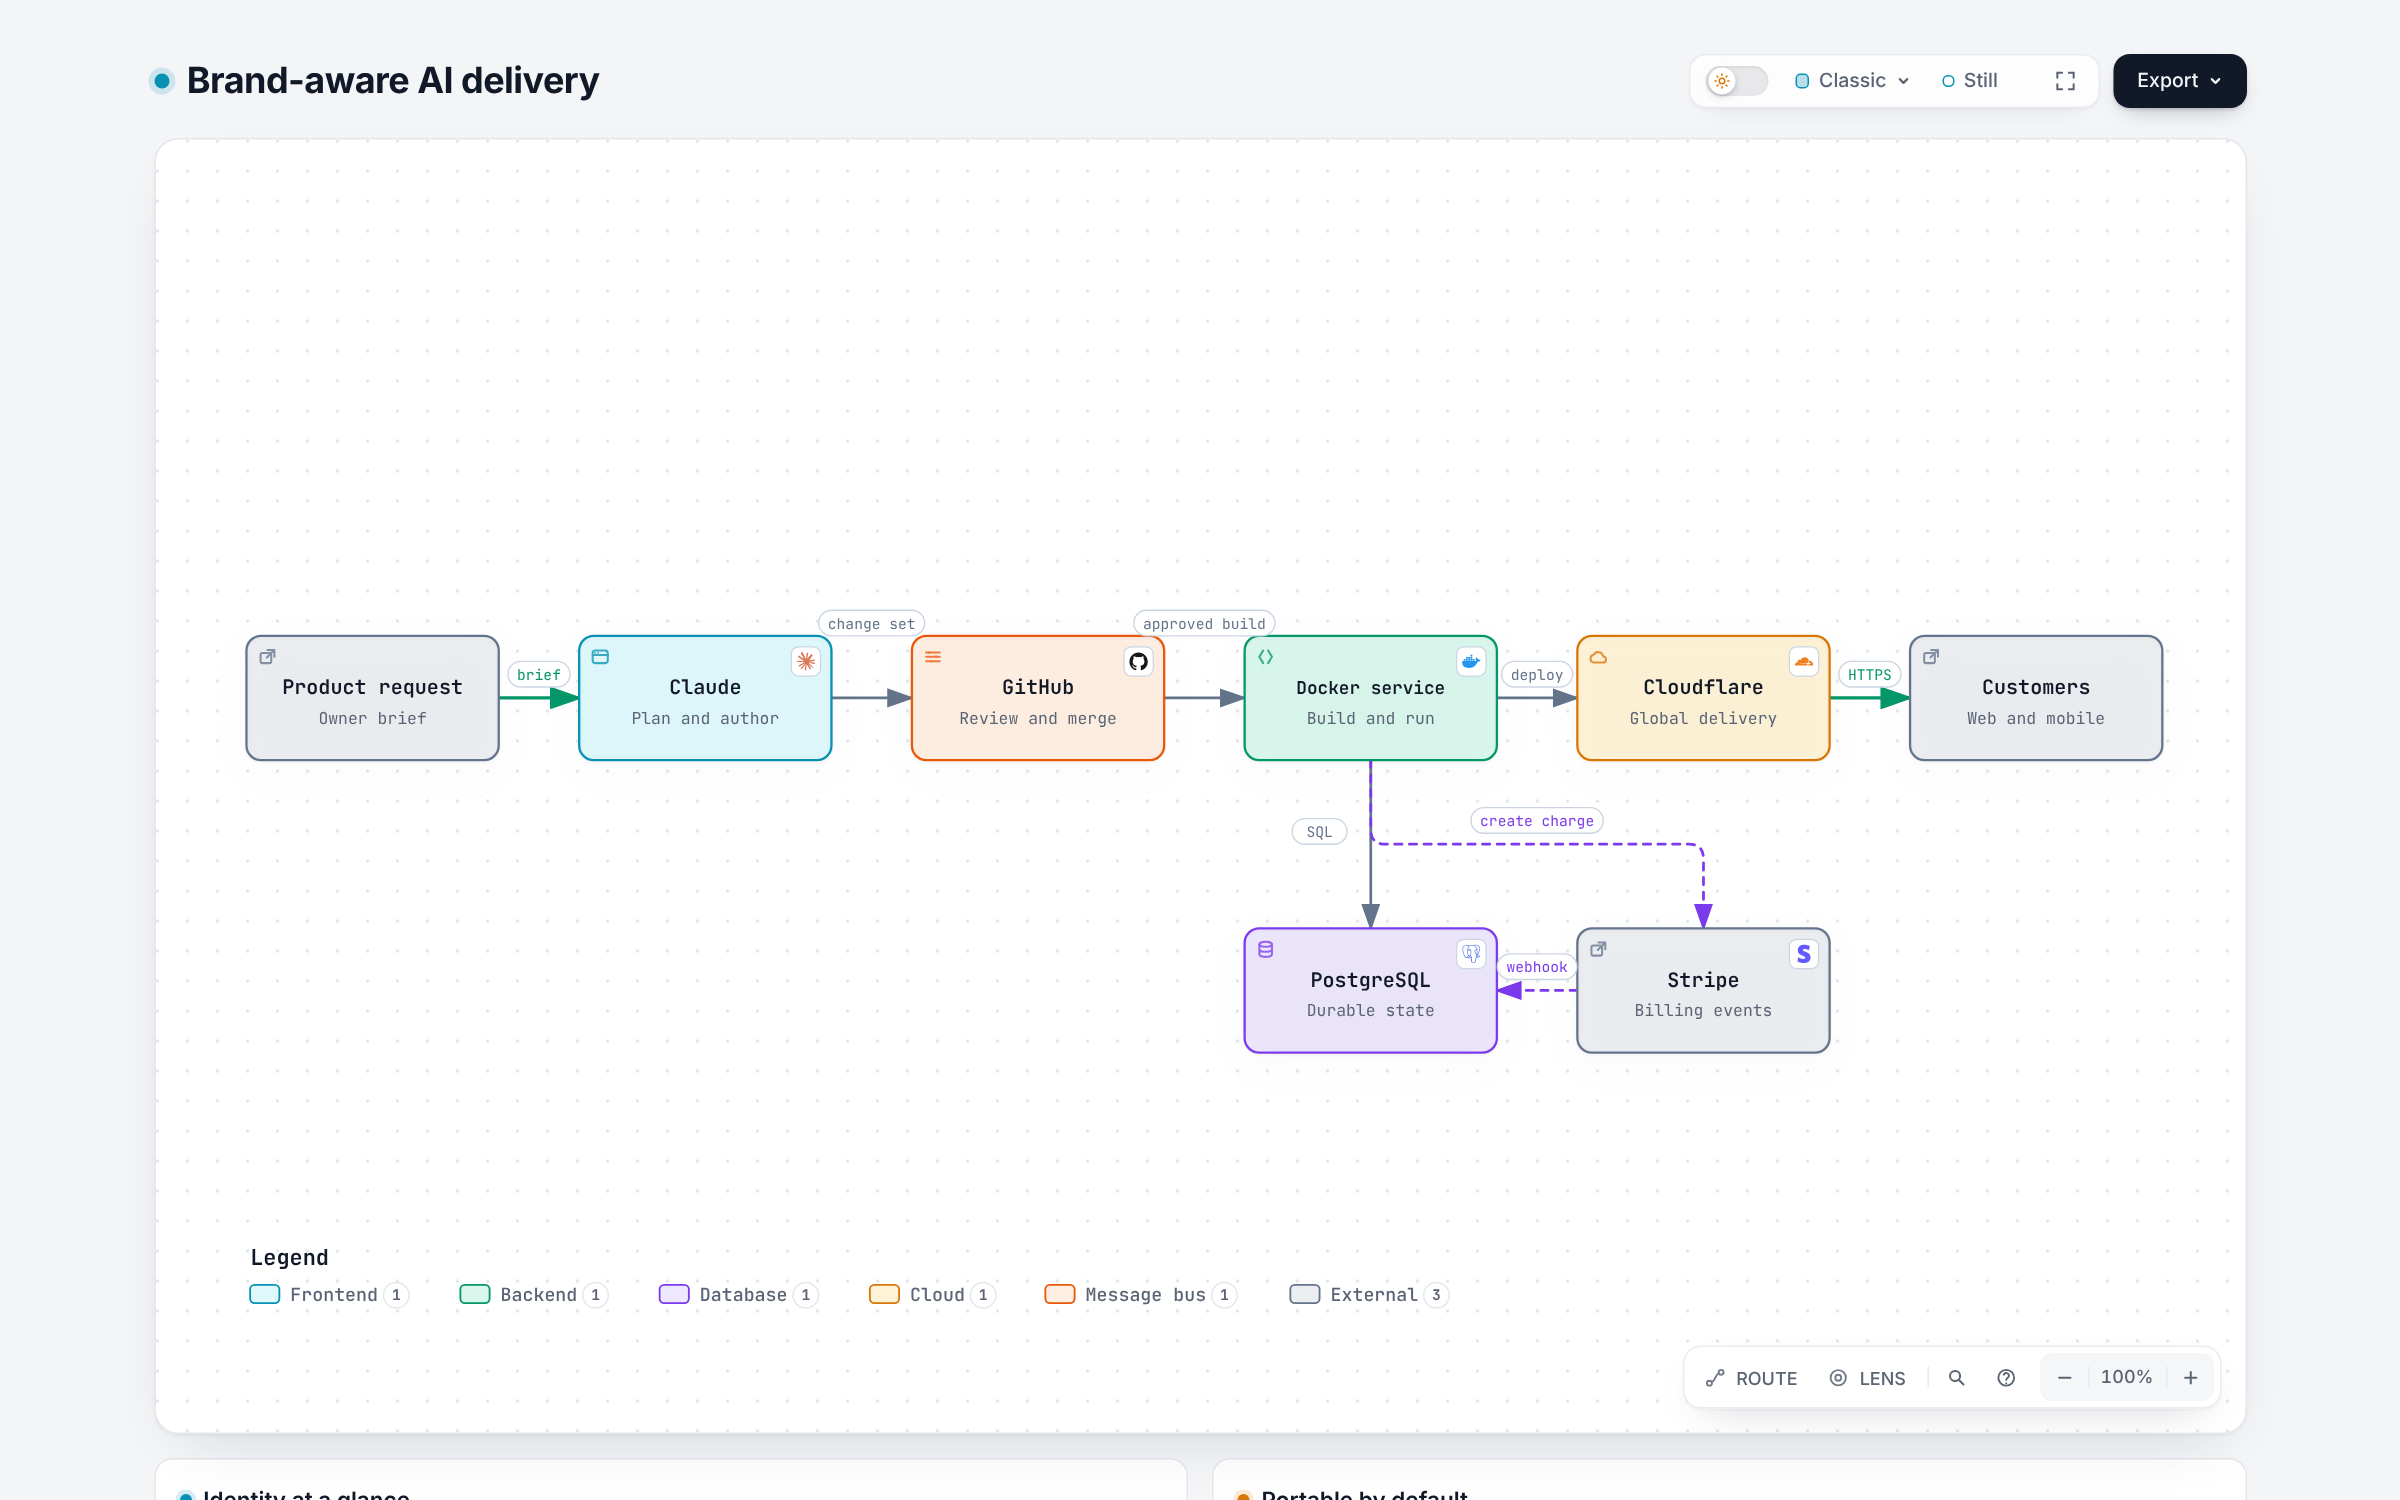 Brand-aware AI delivery
Classic
Still
Export
change set
approved build
brief
deploy
HTTPS
Product request
Owner brief
Claude
Plan and author
GitHub
Review and merge
Docker service
Build and run
Cloudflare
Global delivery
Customers
Web and mobile
SQL
create charge
webhook
PostgreSQL
Durable state
Stripe
Billing events
Legend
Frontend 1
Backend 1
Database 1
Cloud 1
Message bus 1
External 3
ROUTE
LENS
100%
Identity at a glance
Portable by default